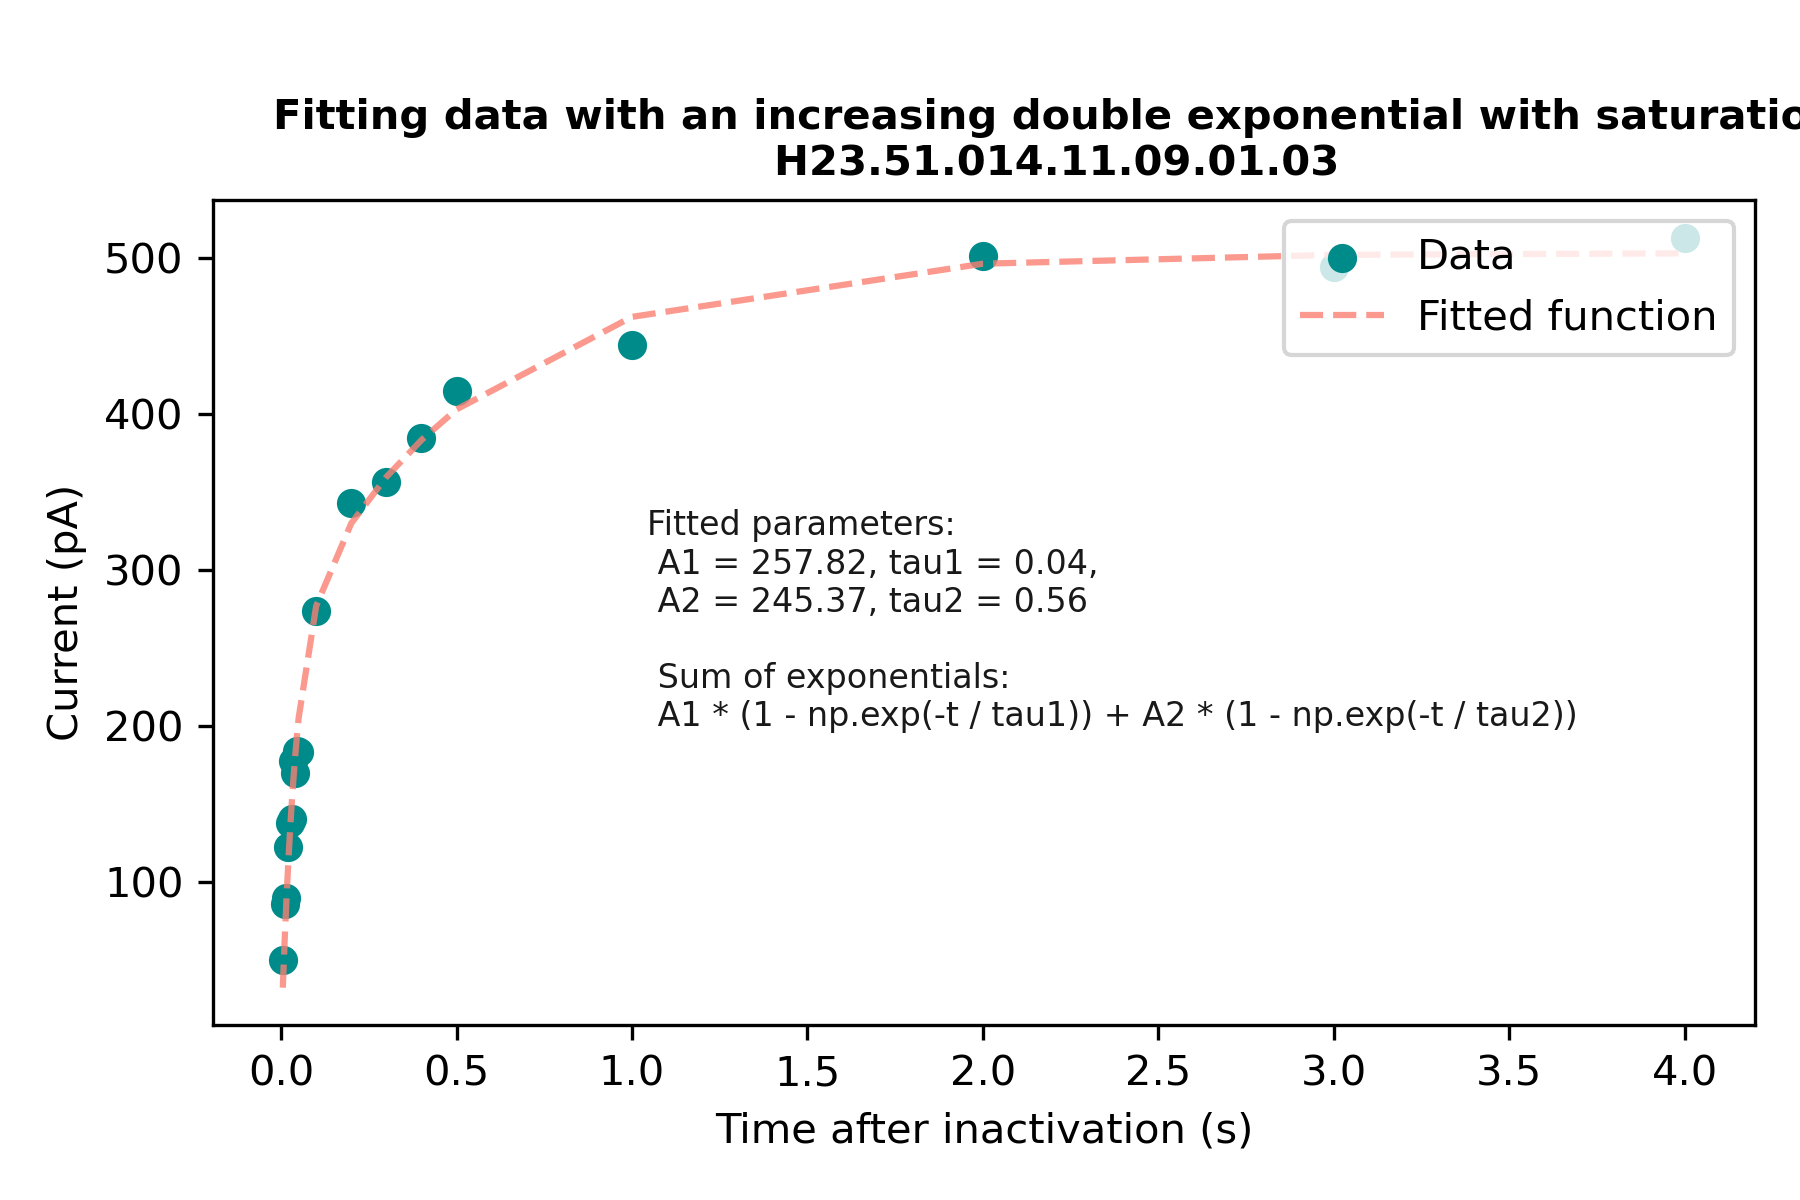 Fitting data with an increasing double exponential with saturatio
H23.51.014.11.09.01.03
500
400
300
200
100
Current (pA)
Data
Fitted function
Fitted parameters:
A1 = 257.82, tau1 = 0.04,
A2 = 245.37, tau2 = 0.56
Sum of exponentials:
A1 * (1 - np.exp(-t / tau1)) + A2 * (1 - np.exp(-t / tau2))
0.0 0.5 1.0 1.5 2.0 2.5 3.0 3.5 4.0
Time after inactivation (s)